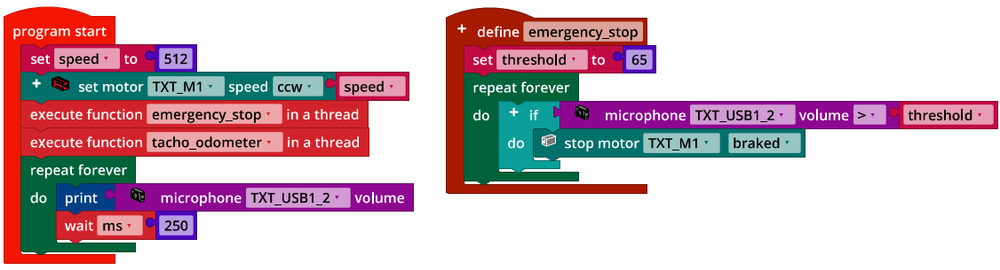 program start
set speed to 512
+ set motor TXT_M1 speed ccw speed
execute function emergency_stop in a thread
execute function tacho_odometer in a thread
repeat forever
do print microphone TXT_USB1_2 volume
wait ms 250
+ define emergency_stop
set threshold to 65
repeat forever
do + if microphone TXT_USB1_2 volume > threshold
do stop motor TXT_M1 braked